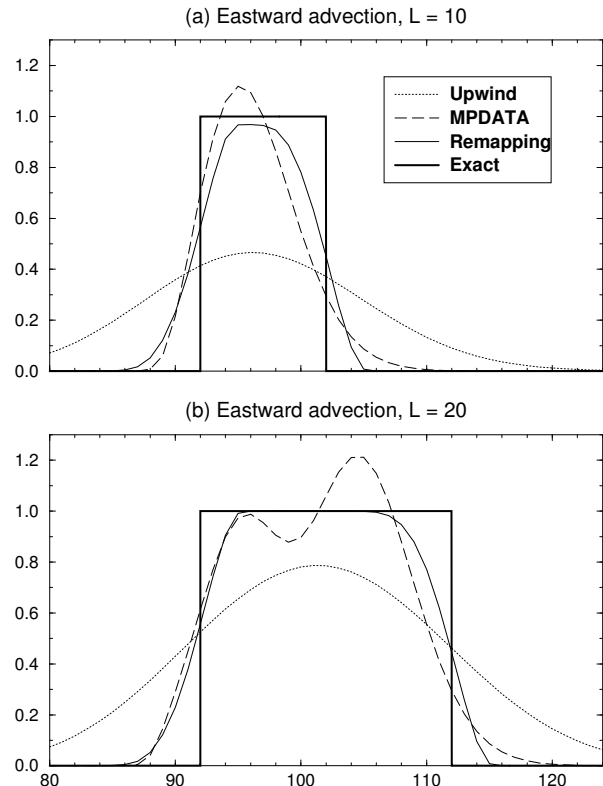 (a) Eastward advection, L = 10
1.2
1.0
0.8
0.6
0.4
0.2
0.0
Upwind
MPDATA
Remapping
Exact
(b) Eastward advection, L = 20
1.2
1.0
0.8
0.6
0.4
0.2
0.0
80 90 100 110 120